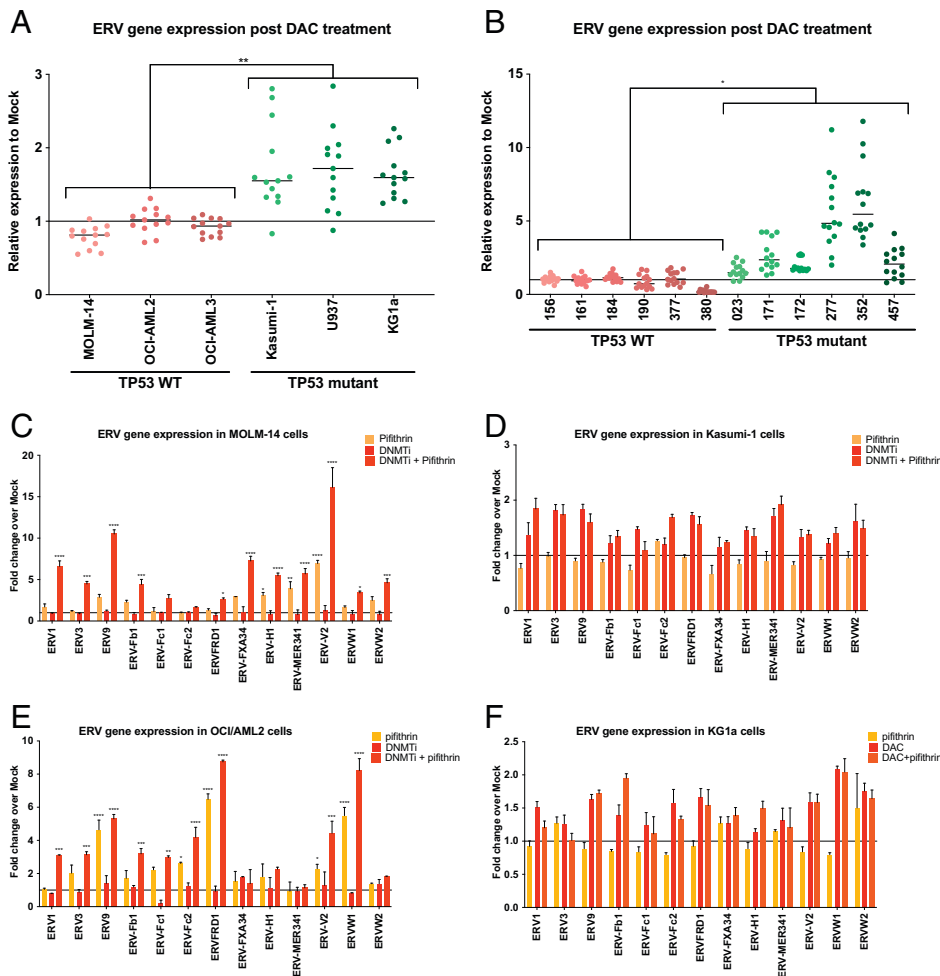 A
ERV gene expression post DAC treatment
**
Relative expression to Mock
3
2
1
0
MOLM-14
OCI-AML2
OCI-AML3
Kasumi-1
U937
KG1a
TP53 WT
TP53 mutant
B
ERV gene expression post DAC treatment
*
Relative expression to Mock
15
10
5
0
156
161
184
190
377
380
023
171
172
277
352
457
TP53 WT
TP53 mutant
C
ERV gene expression in MOLM-14 cells
Pifithrin
DNMTi
DNMTi + Pifithrin
Fold change over Mock
20
15
10
5
0
**** *** **** *** * **** * **** ** **** **** **** * ***
ERV1
ERV3
ERV9
ERV-Fb1
ERV-Fc1
ERV-Fc2
ERVFRD1
ERV-FXA34
ERV-H1
ERV-MER341
ERV-V2
ERVW1
ERVW2
D
ERV gene expression in Kasumi-1 cells
Pifithrin
DNMTi
DNMTi + Pifithrin
Fold change over Mock
3
2
1
0
ERV1
ERV3
ERV9
ERV-Fb1
ERV-Fc1
ERV-Fc2
ERVFRD1
ERV-FXA34
ERV-H1
ERV-MER341
ERV-V2
ERVW1
ERVW2
E
ERV gene expression in OCI/AML2 cells
pifithrin
DNMTi
DNMTi + pifithrin
Fold change over Mock
10
8
6
4
2
0
*** *** **** **** *** ** * **** **** **** * *** **** ****
ERV1
ERV3
ERV9
ERV-Fb1
ERV-Fc1
ERV-Fc2
ERVFRD1
ERV-FXA34
ERV-H1
ERV-MER341
ERV-V2
ERVW1
ERVW2
F
ERV gene expression in KG1a cells
pifithrin
DAC
DAC+pifithrin
Fold change over Mock
2.5
2.0
1.5
1.0
0.5
0.0
ERV1
ERV3
ERV9
ERV-Fb1
ERV-Fc1
ERV-Fc2
ERVFRD1
ERV-FXA34
ERV-H1
ERV-MER341
ERV-V2
ERVW1
ERVW2